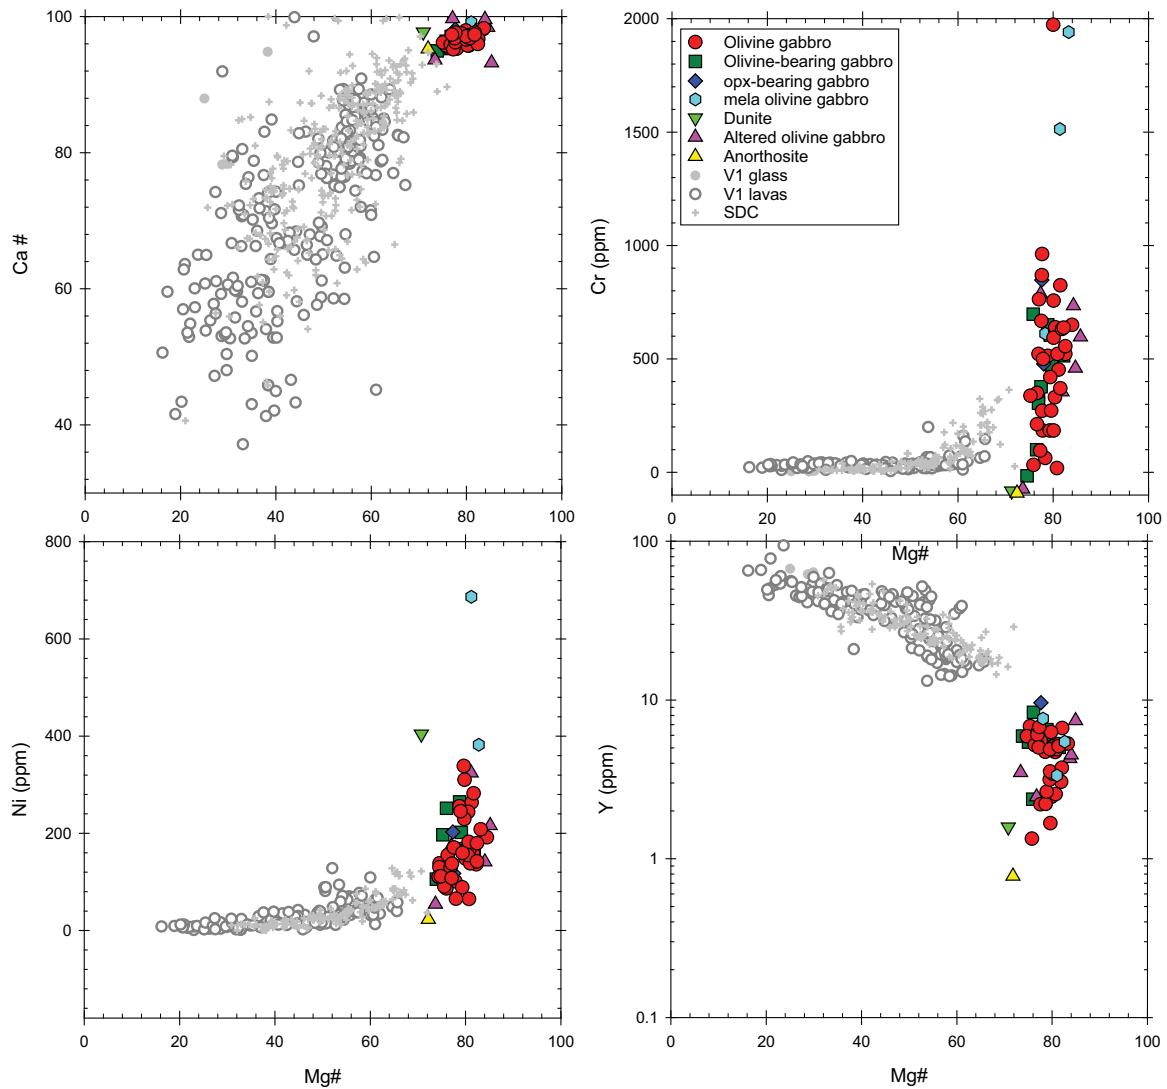 100
80
60
40
0
20
40
60
80
100
Ca #
2000
1500
1000
500
0
0
20
40
60
80
100
Cr (ppm)
Mg#
Olivine gabbro
Olivine-bearing gabbro
opx-bearing gabbro
mela olivine gabbro
Dunite
Altered olivine gabbro
Anorthosite
V1 glass
V1 lavas
SDC
800
600
400
200
0
0
20
40
60
80
100
Ni (ppm)
Mg#
100
10
1
0.1
0
20
40
60
80
100
Y (ppm)
Mg#